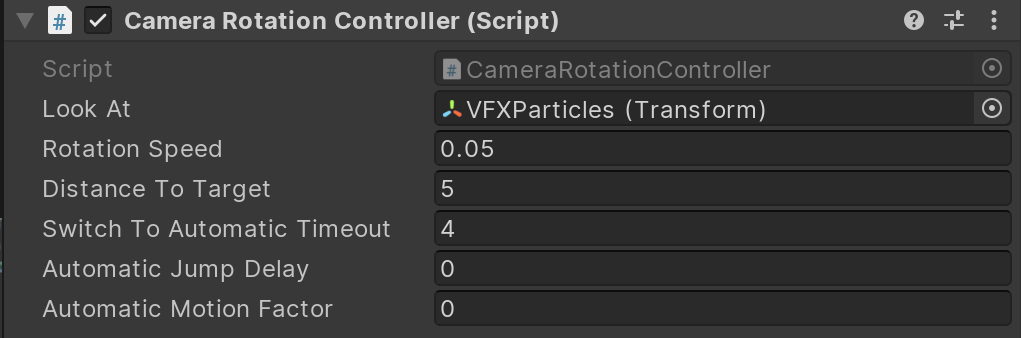 Camera Rotation Controller (Script)
Script CameraRotationController
Look At VFXParticles (Transform)
Rotation Speed 0.05
Distance To Target 5
Switch To Automatic Timeout 4
Automatic Jump Delay 0
Automatic Motion Factor 0